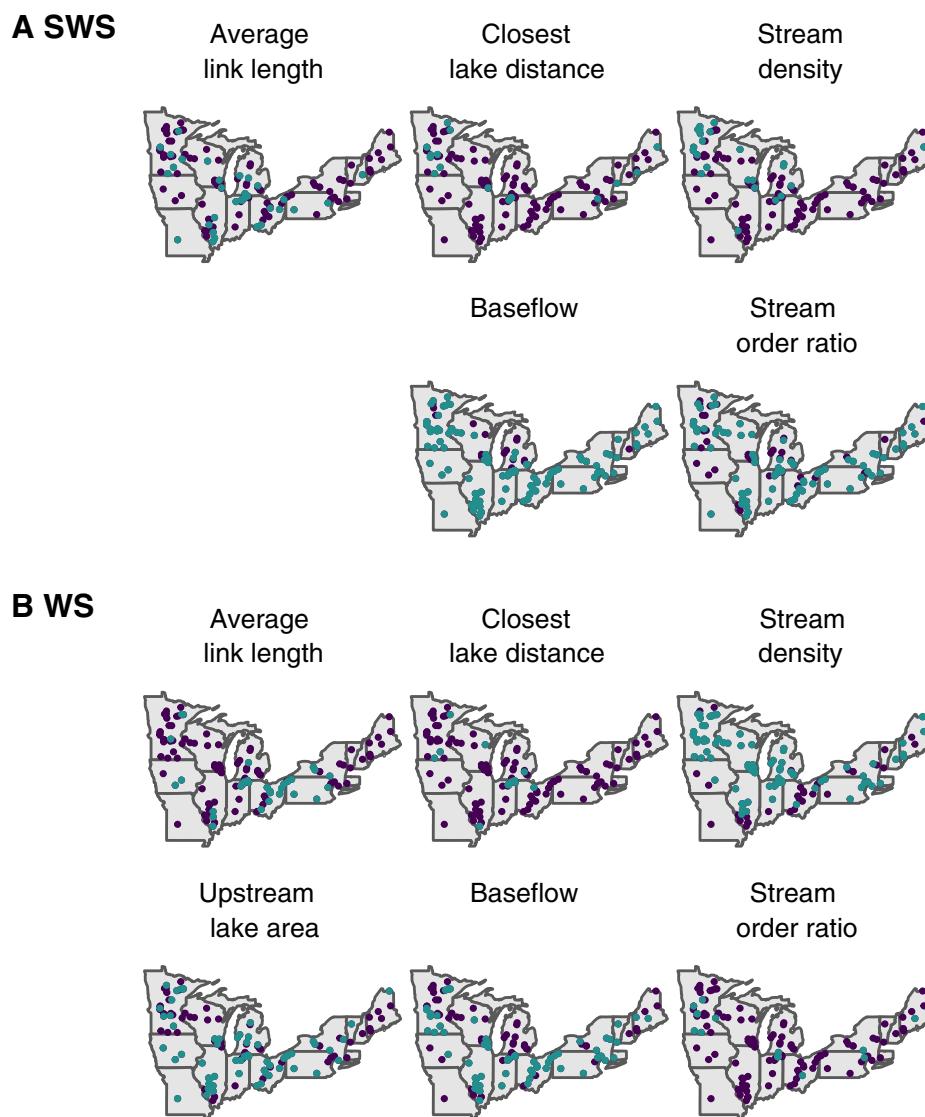 A SWS
Average
link length
Closest
lake distance
Stream
density
Baseflow
Stream
order ratio
B WS
Average
link length
Closest
lake distance
Stream
density
Upstream
lake area
Baseflow
Stream
order ratio